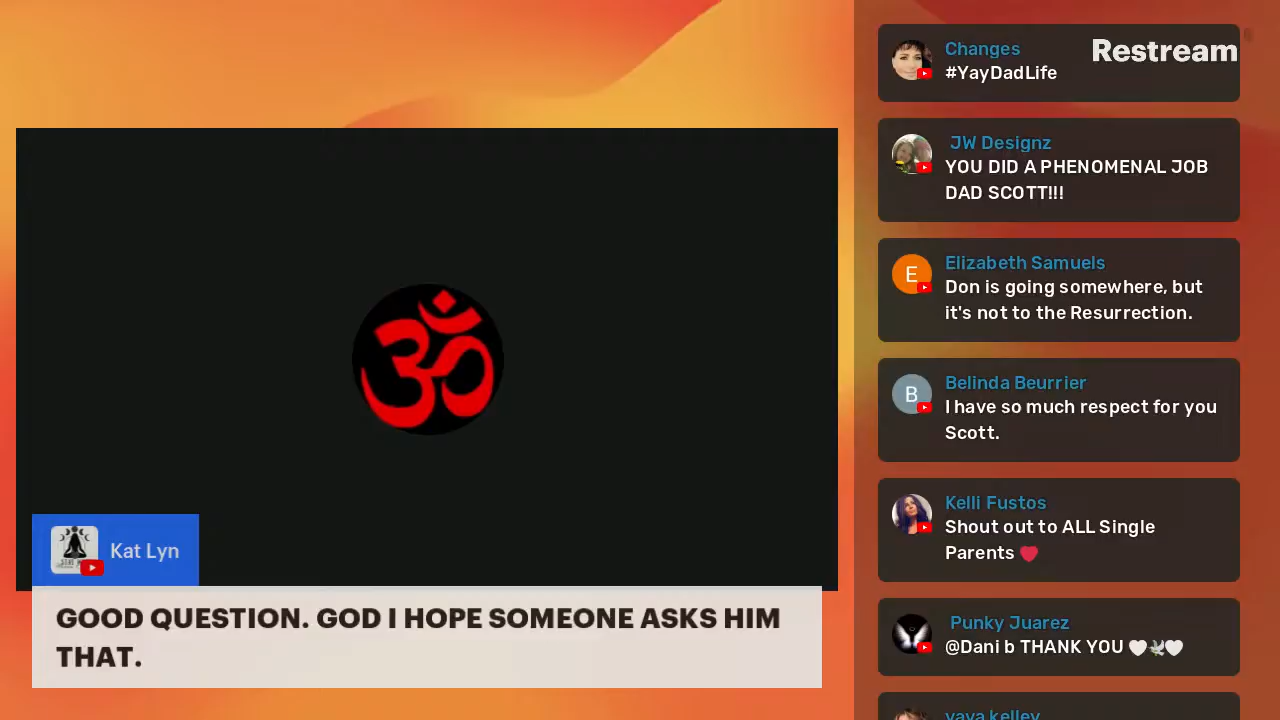 Changes
#YayDadLife
Restream
JW Designz
YOU DID A PHENOMENAL JOB
DAD SCOTT!!!
E
Elizabeth Samuels
Don is going somewhere, but
it's not to the Resurrection.
B
Belinda Beurrier
I have so much respect for you
Scott.
Kelli Fustos
Shout out to ALL Single
Parents ❤️
Punky Juarez
@Dani b THANK YOU 🤍🕊️🤍
vava kelley
ॐ
Kat Lyn
GOOD QUESTION. GOD I HOPE SOMEONE ASKS HIM
THAT.